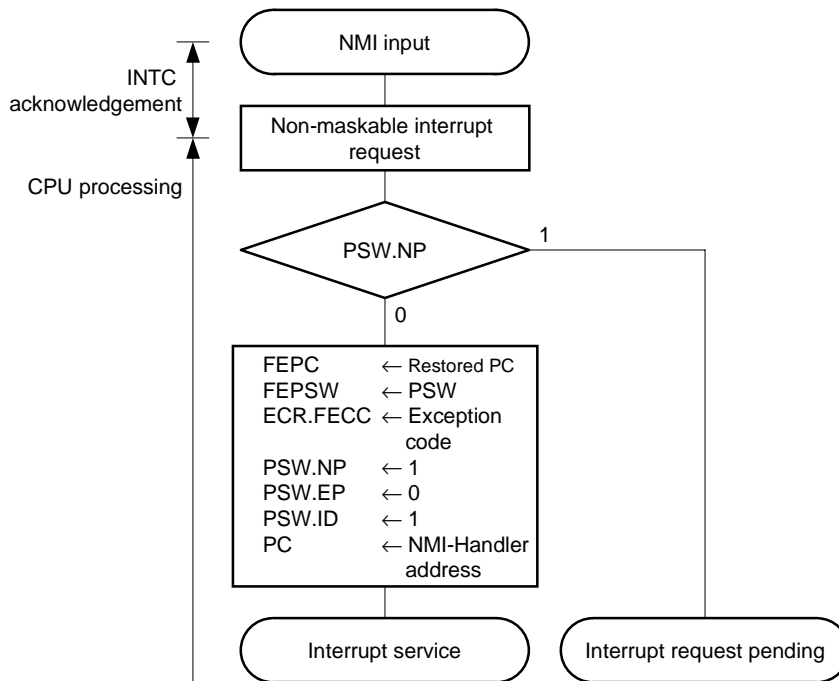 NMI input
INTC
acknowledgement
Non-maskable interrupt
request
CPU processing
PSW.NP
1
0
FEPC ← Restored PC
FEPSW ← PSW
ECR.FECC ← Exception
code
PSW.NP ← 1
PSW.EP ← 0
PSW.ID ← 1
PC ← NMI-Handler
address
Interrupt service
Interrupt request pending